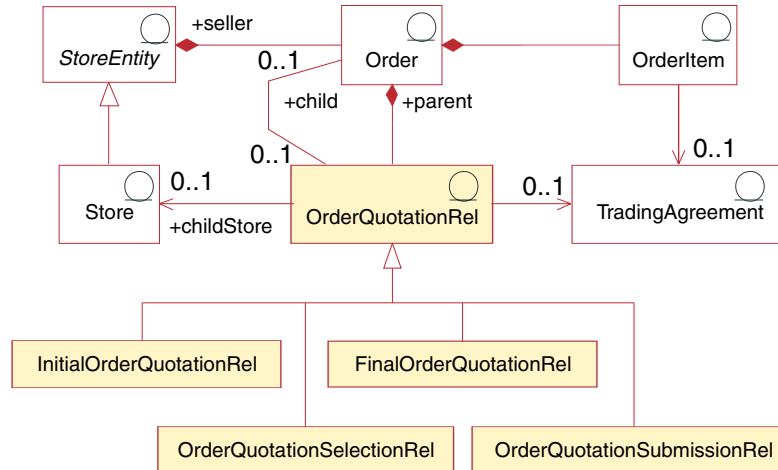 +seller
StoreEntity
0..1
Order
OrderItem
+child
+parent
0..1
0..1
0..1
0..1
Store
OrderQuotationRel
TradingAgreement
+childStore
InitialOrderQuotationRel
FinalOrderQuotationRel
OrderQuotationSelectionRel
OrderQuotationSubmissionRel